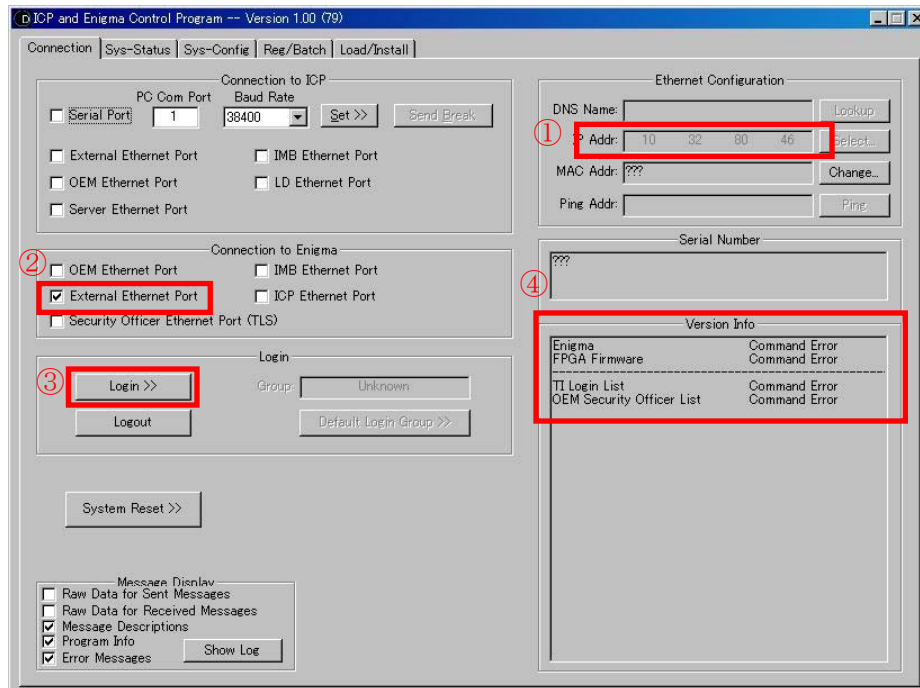 ICP and Enigma Control Program -- Version 1.00 (79)
Connection Sys-Status Sys-Config Reg/Batch Load/Install
Connection to ICP
PC Com Port Baud Rate
Serial Port 1 38400 Set >> Send Break
External Ethernet Port IMB Ethernet Port
OEM Ethernet Port LD Ethernet Port
Server Ethernet Port
Ethernet Configuration
DNS Name: Lookup
①
IP Addr: 10 32 80 46 Select...
MAC Addr: ??? Change...
Ping Addr: Ping
②
Connection to Enigma
OEM Ethernet Port IMB Ethernet Port
External Ethernet Port ICP Ethernet Port
Security Officer Ethernet Port (TLS)
Serial Number
???
④
Version Info
Enigma Command Error
FPGA Firmware Command Error
TI Login List Command Error
OEM Security Officer List Command Error
③
Login
Login >> Group: Unknown
Logout Default Login Group >>
System Reset >>
Message Display
Raw Data for Sent Messages
Raw Data for Received Messages
Message Descriptions
Program Info
Error Messages Show Log